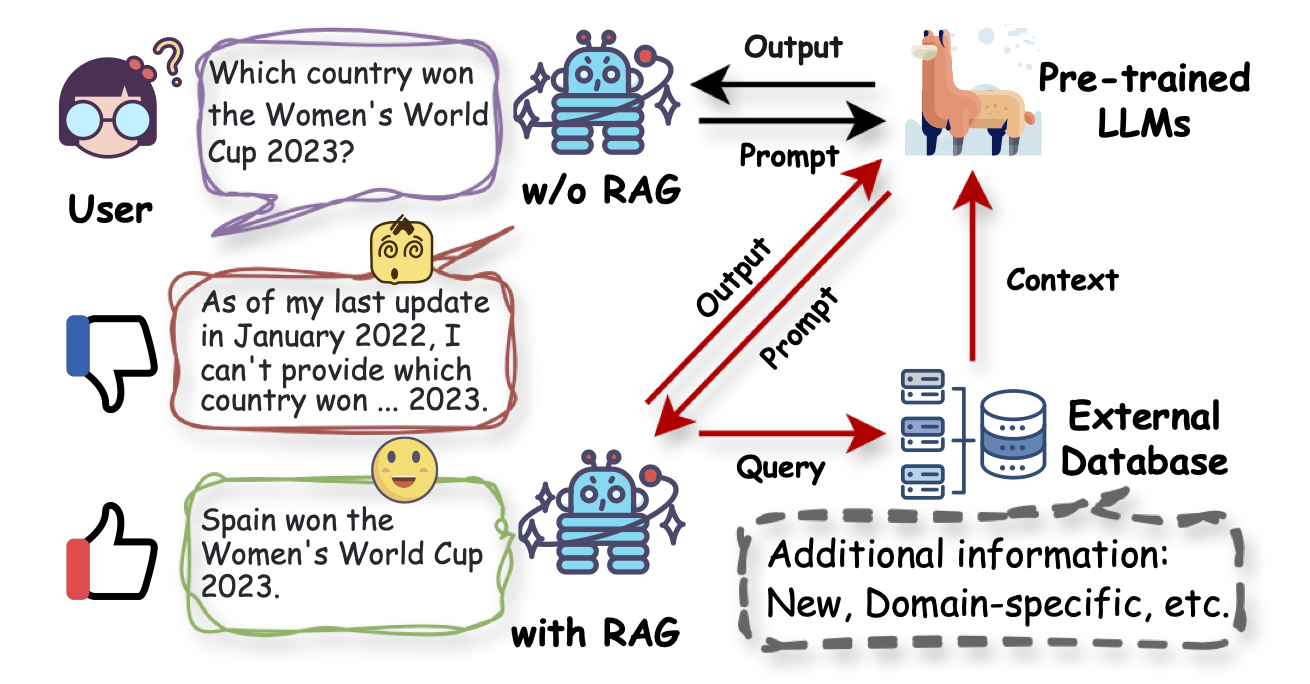 Which country won
the Women's World
Cup 2023?
User
w/o RAG
Output
Prompt
Pre-trained
LLMs
As of my last update
in January 2022, I
can't provide which
country won ... 2023.
Output
Prompt
Context
Spain won the
Women's World Cup
2023.
with RAG
Query
External
Database
Additional information:
New, Domain-specific, etc.